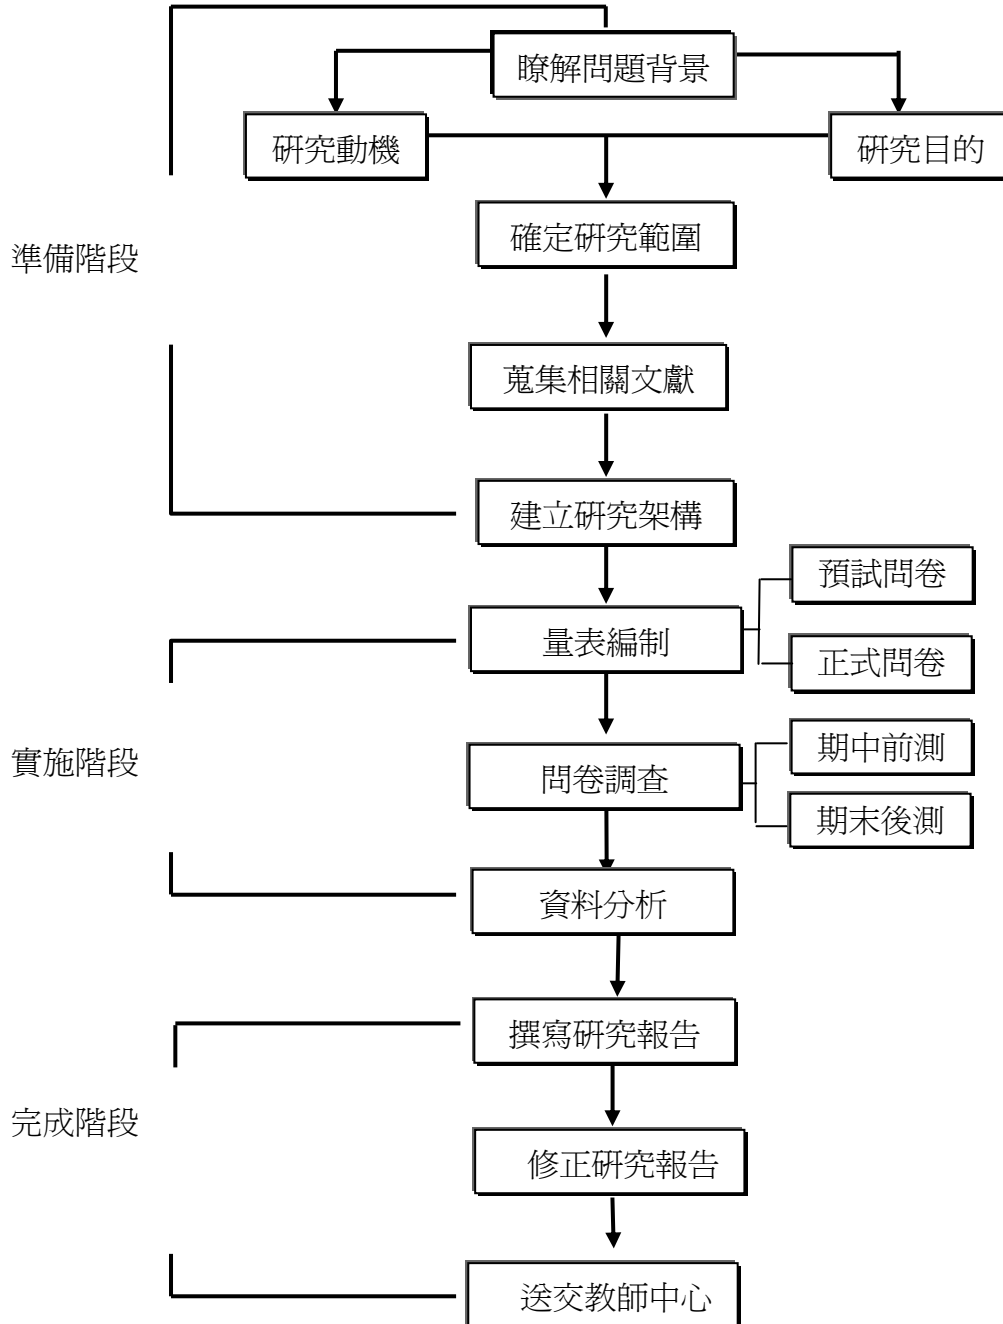 瞭解問題背景
研究動機
研究目的
確定研究範圍
準備階段
蒐集相關文獻
建立研究架構
預試問卷
量表編制
正式問卷
期中前測
實施階段
問卷調查
期末後測
資料分析
撰寫研究報告
完成階段
修正研究報告
送交教師中心